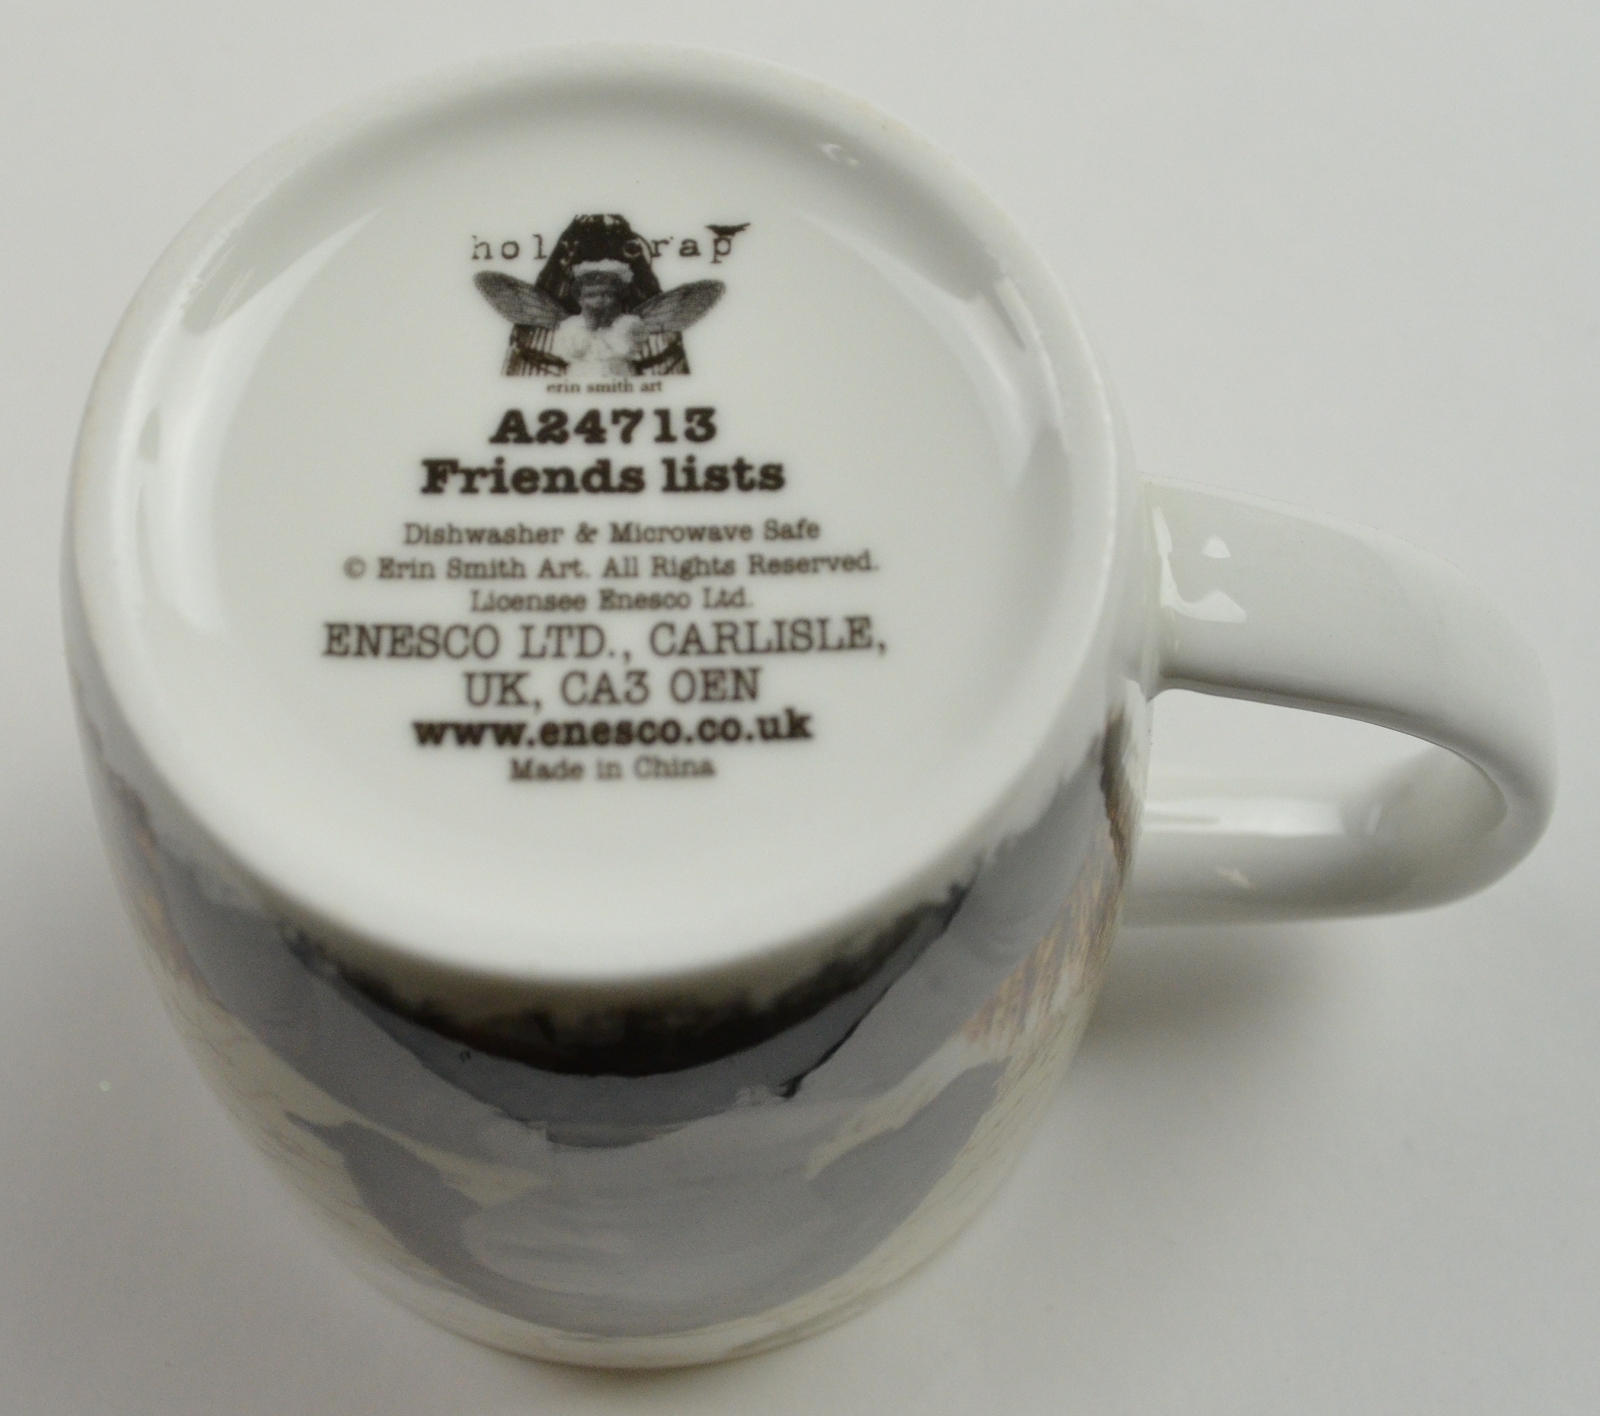 holy crap
erin smith art
A24713
Friends lists
Dishwasher & Microwave Safe
© Erin Smith Art. All Rights Reserved.
Licensee Enesco Ltd.
ENESCO LTD., CARLISLE,
UK, CA3 0EN
www.enesco.co.uk
Made in China